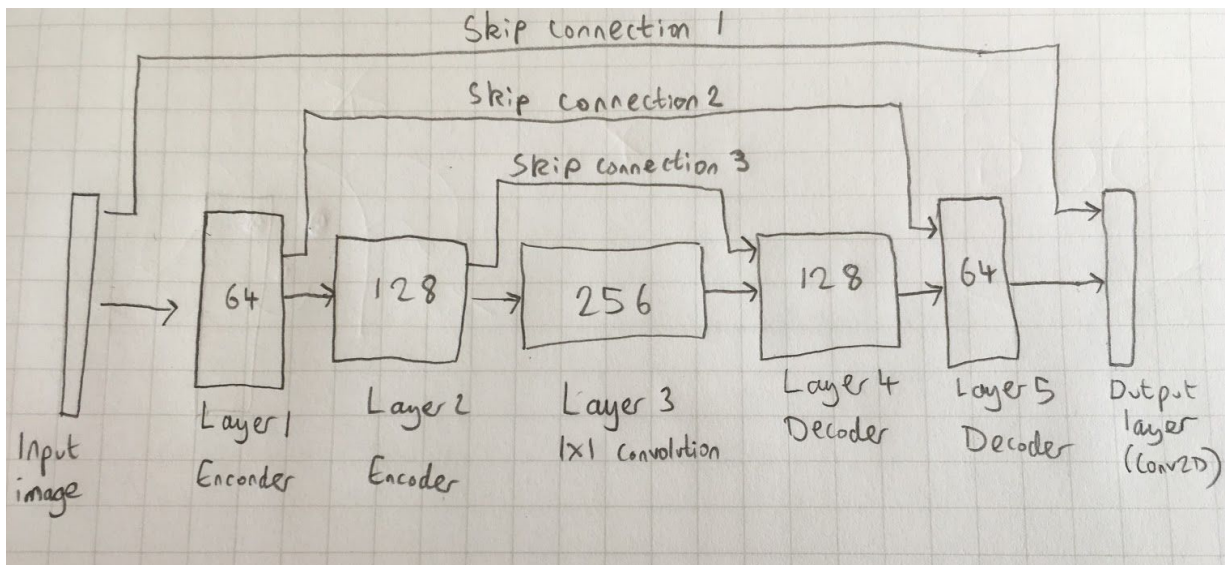 Skip connection 1
Skip connection 2
Skip connection 3
64
128
256
128
64
Input
image
Layer 1
Enconder
Layer 2
Encoder
Layer 3
1x1 convolution
Layer 4
Decoder
Layer 5
Decoder
Output
layer
(Conv2D)